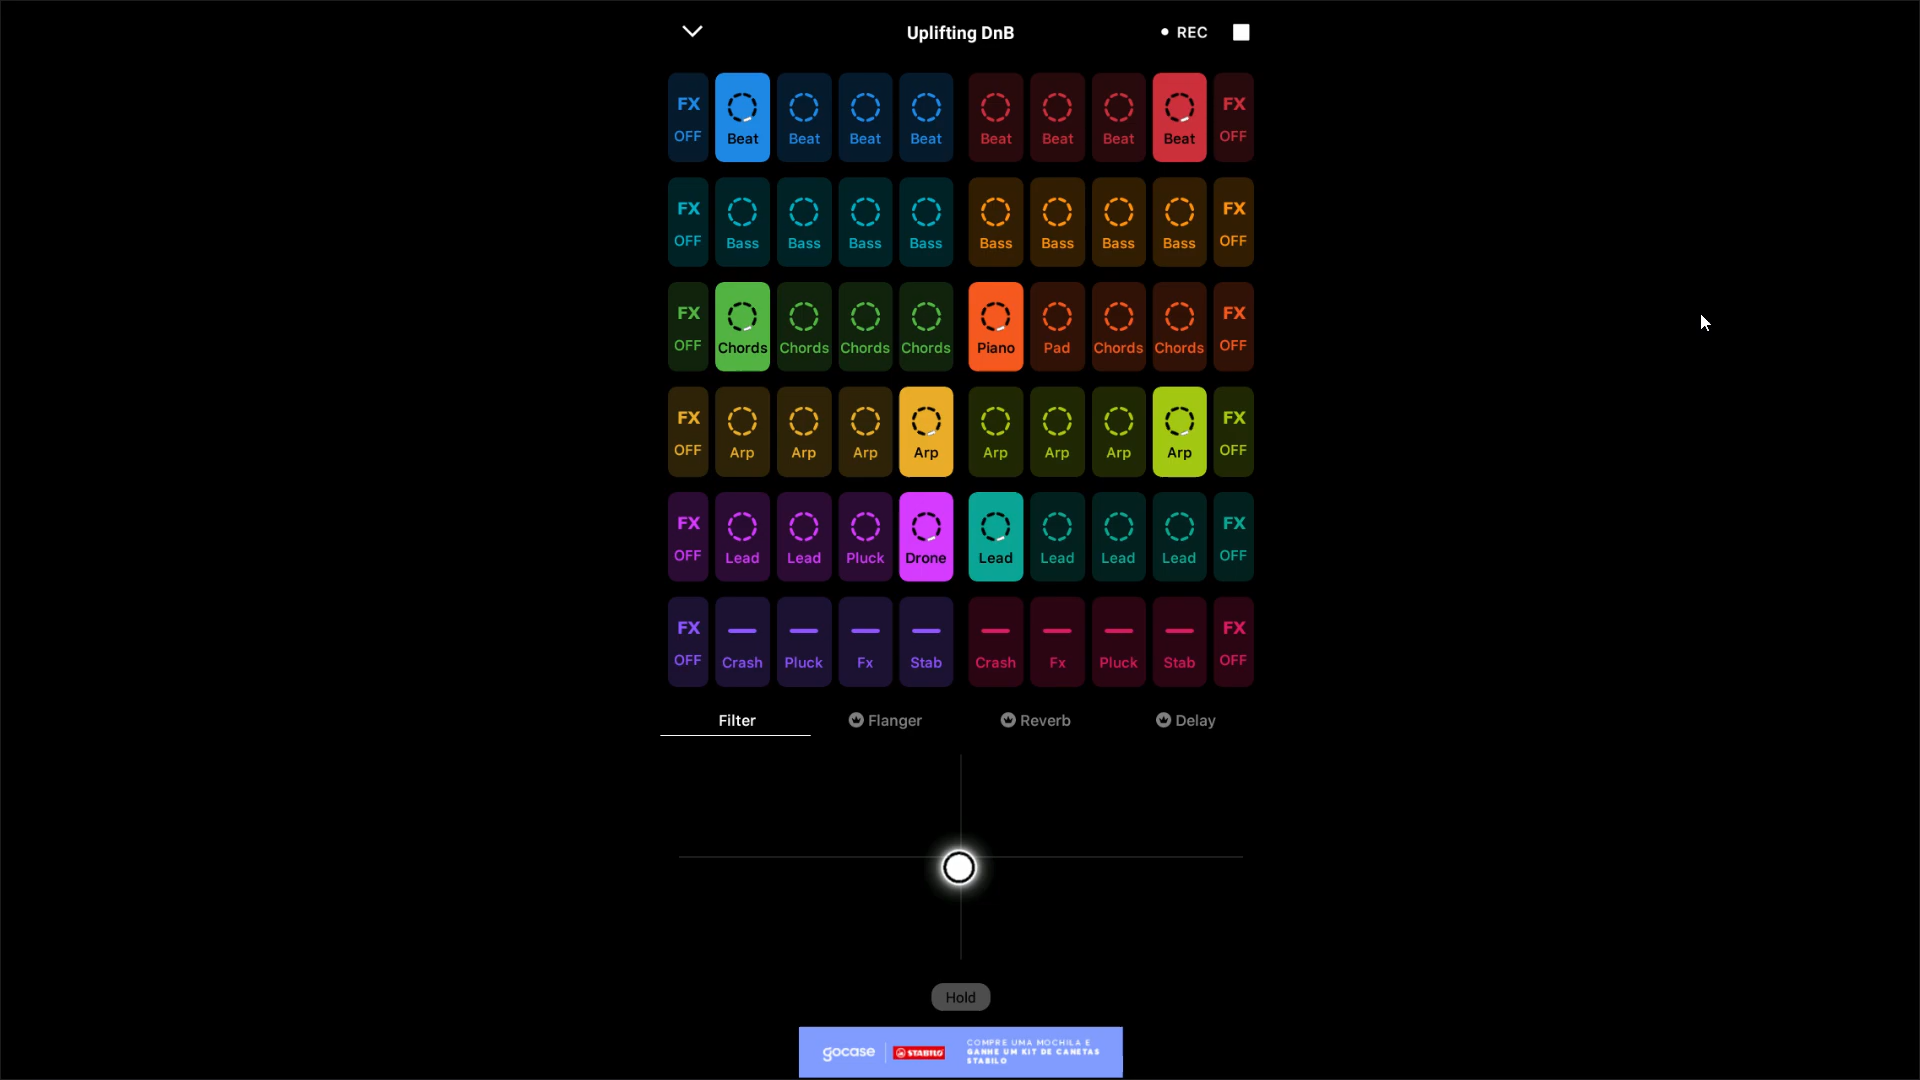 Uplifting DnB
REC
FX Beat Beat Beat Beat Beat Beat Beat Beat FX
OFF OFF
FX Bass Bass Bass Bass Bass Bass Bass Bass FX
OFF OFF
FX Chords Chords Chords Chords Piano Pad Chords Chords FX
OFF OFF
FX Arp Arp Arp Arp Arp Arp Arp Arp FX
OFF OFF
FX Lead Lead Pluck Drone Lead Lead Lead Lead FX
OFF OFF
FX Crash Pluck Fx Stab Crash Fx Pluck Stab FX
OFF OFF
Filter Flanger Reverb Delay
Hold
gocase STABILO
COMPRE UMA MOCHILA E
GANHE UM KIT DE CANETAS
STABILO